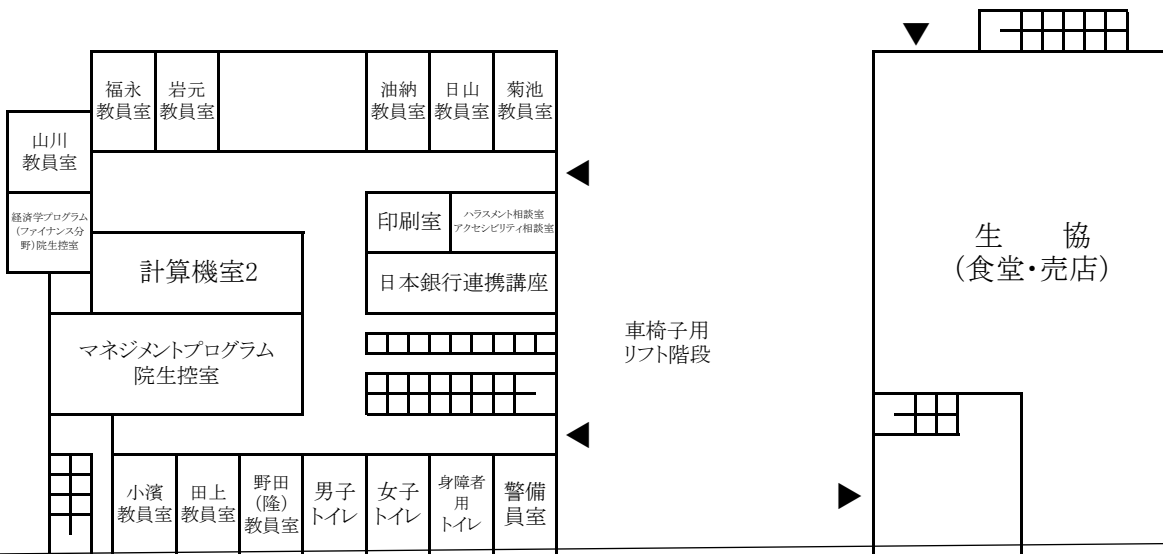 福永
教員室
岩元
教員室
油納
教員室
日山
教員室
菊池
教員室
山川
教員室
経済学プログラム
(ファイナンス分
野)院生控室
印刷室
ハラスメント相談室
アクセシビリティ相談室
計算機室2
日本銀行連携講座
生　協
(食堂・売店)
マネジメントプログラム
院生控室
車椅子用
リフト階段
小濱
教員室
田上
教員室
野田
(隆)
教員室
男子
トイレ
女子
トイレ
身障者
用
トイレ
警備
員室